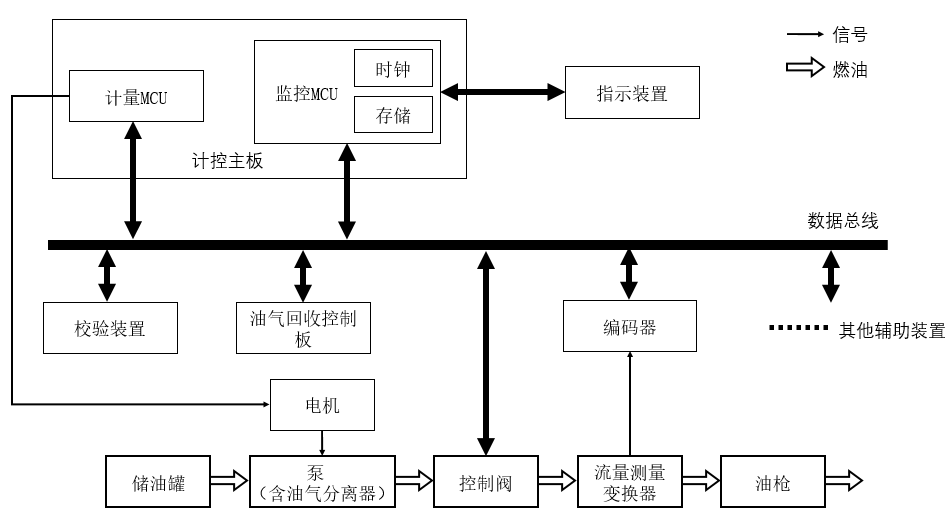 信号
燃油
时钟
计量MCU
监控MCU
指示装置
存储
计控主板
数据总线
校验装置
油气回收控制
板
编码器
其他辅助装置
电机
储油罐
泵
（含油气分离器）
控制阀
流量测量
变换器
油枪